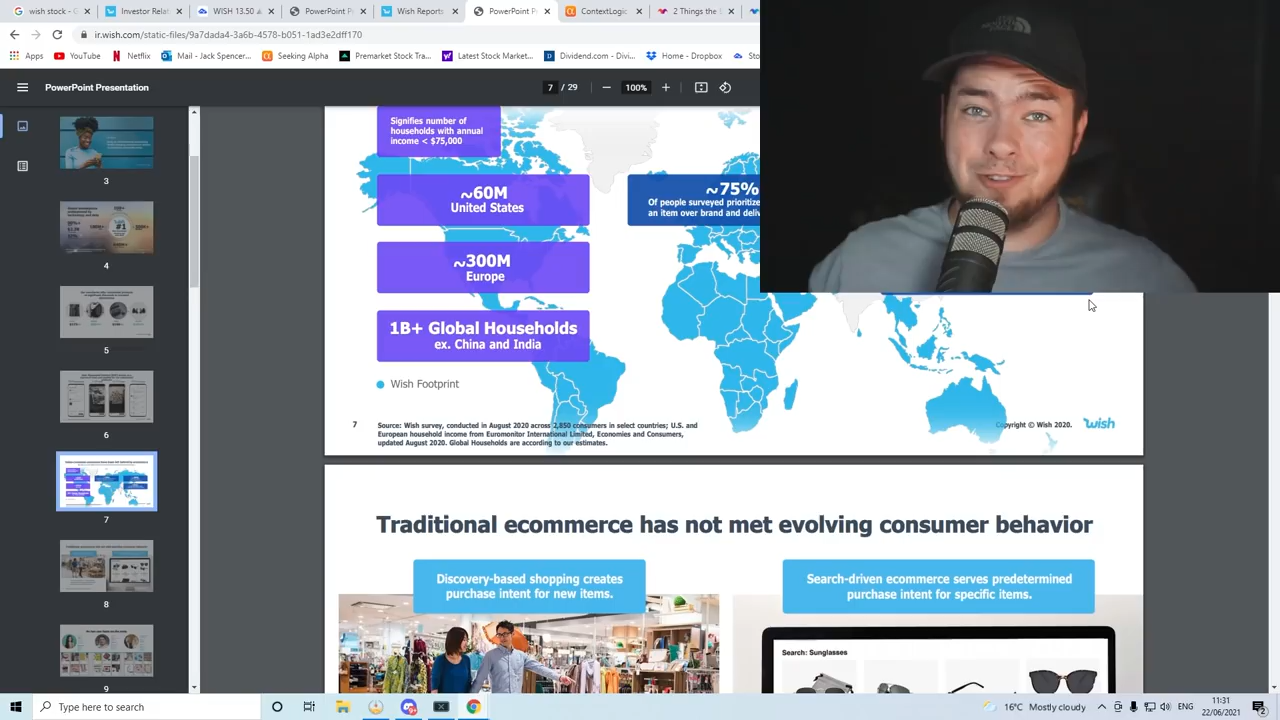 wish stock - G
Investor Relat
WISH 13.50
PowerPoint P
Wish Reports
PowerPoint P
ContextLogic
2 Things the L
ir.wish.com/static-files/9a7dada4-3a6b-4578-b051-1bc3e2dff170
Apps
YouTube
Netflix
Mail - Jack Spencer...
Seeking Alpha
Premarket Stock Tra...
Latest Stock Market...
Dividend.com - Divi...
Home - Dropbox
Sto
PowerPoint Presentation
7 / 29
100%
3
4
5
6
7
8
9
Signifies number of
households with annual
income < $75,000
~60M
United States
~75%
Of people surveyed prioritize
an item over brand and deliv
~300M
Europe
1B+ Global Households
ex. China and India
Wish Footprint
7
Source: Wish survey, conducted in August 2020 across 2,850 consumers in select countries; U.S. and
European household income from Euromonitor International Limited, Economies and Consumers,
updated August 2020. Global Households are according to our estimates.
Copyright © Wish 2020.
wish
Traditional ecommerce has not met evolving consumer behavior
Discovery-based shopping creates
purchase intent for new items.
Search-driven ecommerce serves predetermined
purchase intent for specific items.
Search: Sunglasses
Type here to search
16°C Mostly cloudy
ENG
11:31
22/06/2021
2